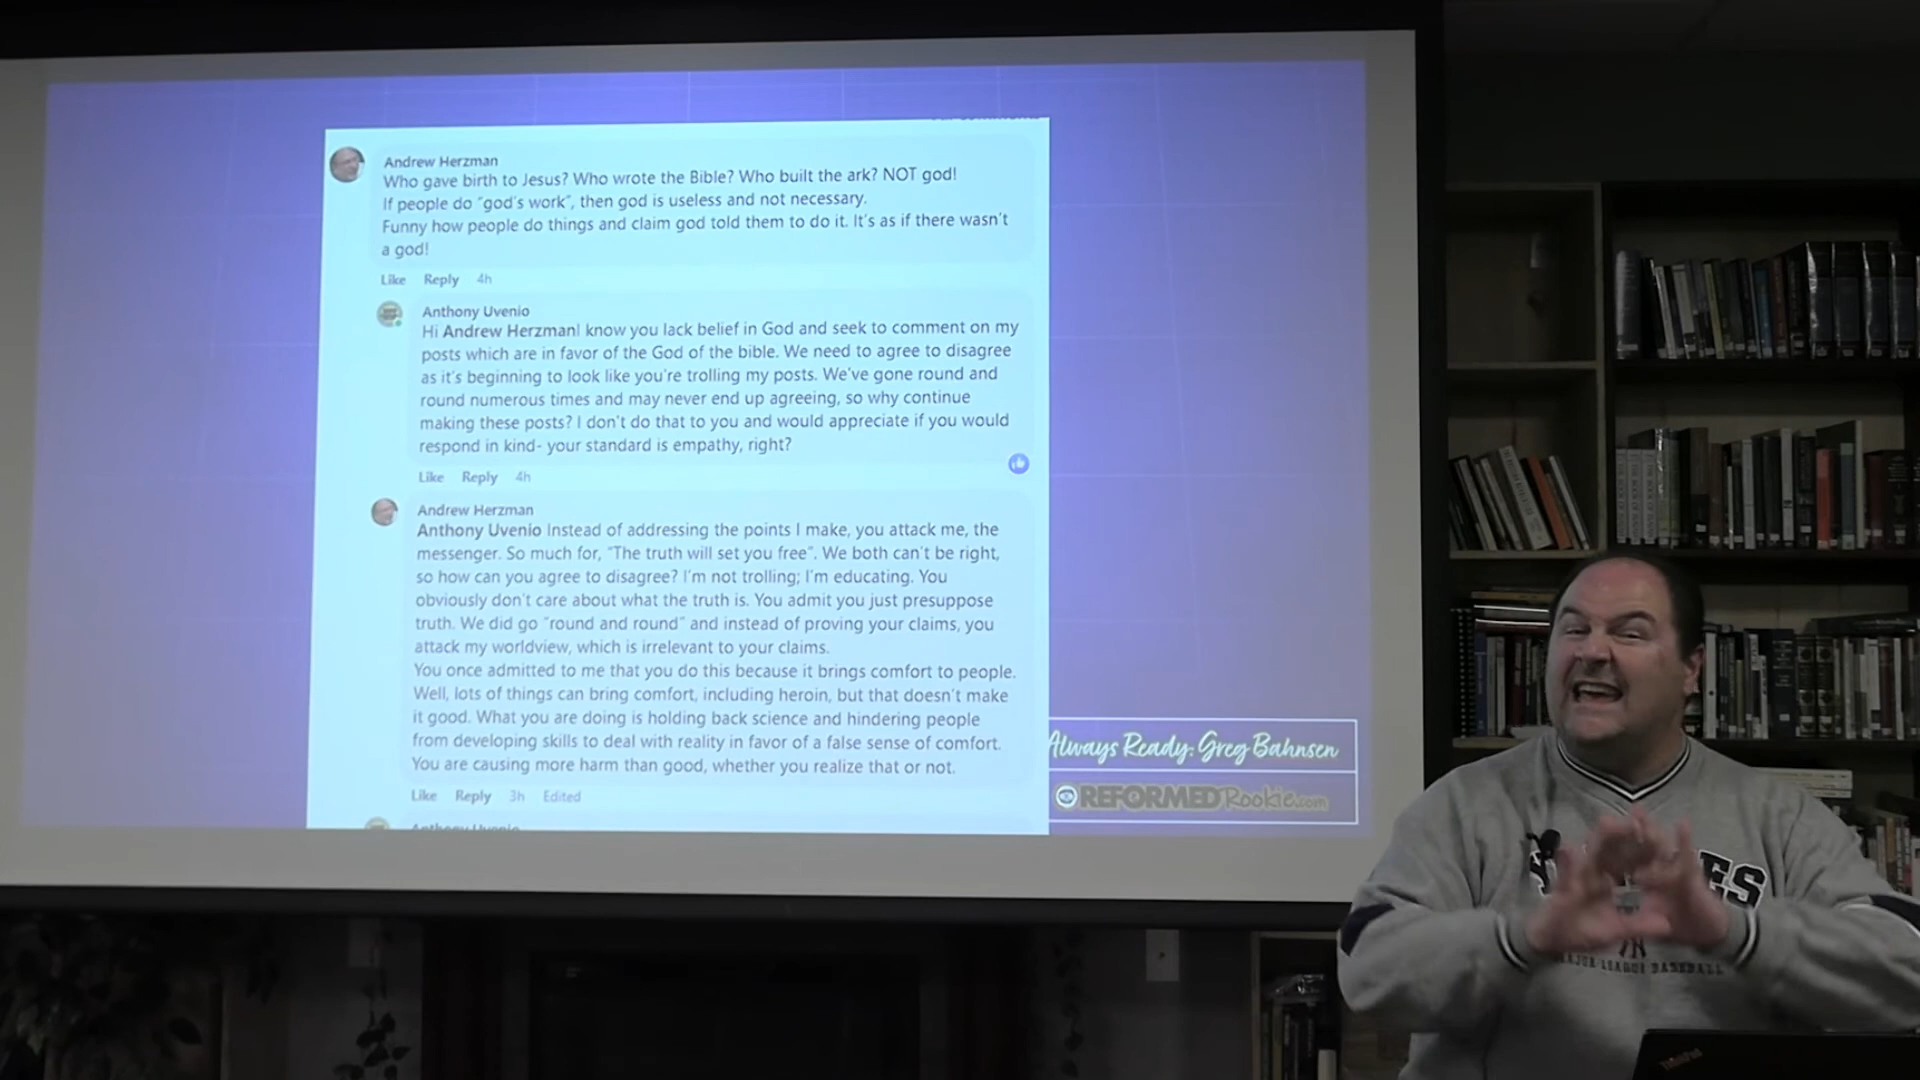 Andrew Herzman
Who gave birth to Jesus? Who wrote the Bible? Who built the ark? NOT god!
If people do "god's work", then god is useless and not necessary.
Funny how people do things and claim god told them to do it. It's as if there wasn't
a god!
Like Reply 4h
Anthony Uvenio
Hi Andrew HerzmanI know you lack belief in God and seek to comment on my
posts which are in favor of the God of the bible. We need to agree to disagree
as it's beginning to look like you're trolling my posts. We've gone round and
round numerous times and may never end up agreeing, so why continue
making these posts? I don't do that to you and would appreciate if you would
respond in kind- your standard is empathy, right?
Like Reply 4h
Andrew Herzman
Anthony Uvenio Instead of addressing the points I make, you attack me, the
messenger. So much for, "The truth will set you free". We both can't be right,
so how can you agree to disagree? I'm not trolling; I'm educating. You
obviously don't care about what the truth is. You admit you just presuppose
truth. We did go "round and round" and instead of proving your claims, you
attack my worldview, which is irrelevant to your claims.
You once admitted to me that you do this because it brings comfort to people.
Well, lots of things can bring comfort, including heroin, but that doesn't make
it good. What you are doing is holding back science and hindering people
from developing skills to deal with reality in favor of a false sense of comfort.
You are causing more harm than good, whether you realize that or not.
Like Reply 3h Edited
Anthony Uvenio
Always Ready: Greg Bahnsen
REFORMEDRookie.com
MAJOR LEAGUE BASEBALL
ThinkPad